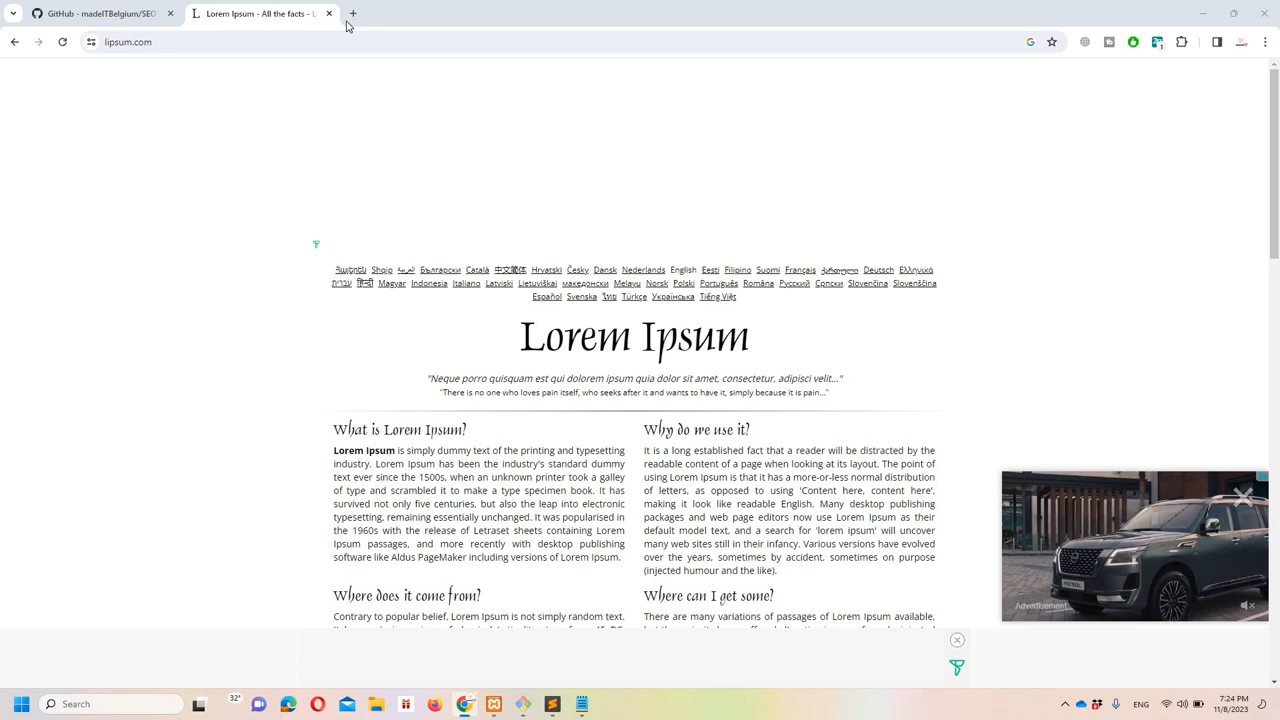 GitHub - madeITBelgium/SEO
Lorem Ipsum - All the facts - L
lipsum.com
1
Shqip Български Català 中文简体 Hrvatski Česky Dansk Nederlands English Eesti Filipino Suomi Français ქართული Deutsch Ελληνικά
עברית हिन्दी Magyar Indonesia Italiano Latviski Lietuviškai македонски Melayu Norsk Polski Português Româna Русский Српски Slovenčina Slovenščina
Español Svenska ไทย Türkçe Українська Tiếng Việt
Lorem Ipsum
"Neque porro quisquam est qui dolorem ipsum quia dolor sit amet, consectetur, adipisci velit..."
"There is no one who loves pain itself, who seeks after it and wants to have it, simply because it is pain..."
What is Lorem Ipsum?
Lorem Ipsum is simply dummy text of the printing and typesetting
industry. Lorem Ipsum has been the industry's standard dummy
text ever since the 1500s, when an unknown printer took a galley
of type and scrambled it to make a type specimen book. It has
survived not only five centuries, but also the leap into electronic
typesetting, remaining essentially unchanged. It was popularised in
the 1960s with the release of Letraset sheets containing Lorem
Ipsum passages, and more recently with desktop publishing
software like Aldus PageMaker including versions of Lorem Ipsum.
Why do we use it?
It is a long established fact that a reader will be distracted by the
readable content of a page when looking at its layout. The point of
using Lorem Ipsum is that it has a more-or-less normal distribution
of letters, as opposed to using 'Content here, content here',
making it look like readable English. Many desktop publishing
packages and web page editors now use Lorem Ipsum as their
default model text, and a search for 'lorem ipsum' will uncover
many web sites still in their infancy. Various versions have evolved
over the years, sometimes by accident, sometimes on purpose
(injected humour and the like).
Where does it come from?
Contrary to popular belief, Lorem Ipsum is not simply random text.
Where can I get some?
There are many variations of passages of Lorem Ipsum available,
PATROL
Advertisement
Search
32°
ENG
7:24 PM
11/8/2023